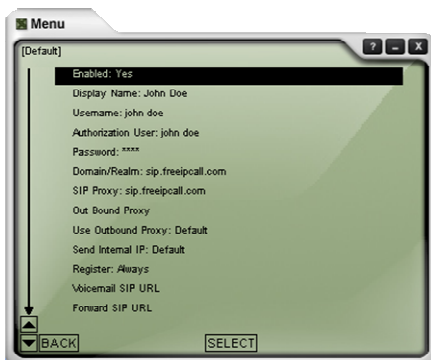 Menu
? - X
[Default]
Enabled: Yes
Display Name: John Doe
Username: john doe
Authorization User: john doe
Password: ****
Domain/Realm: sip.freeipcall.com
SIP Proxy: sip.freeipcall.com
Out Bound Proxy
Use Outbound Proxy: Default
Send Internal IP: Default
Register: Always
Voicemail SIP URL
Forward SIP URL
BACK SELECT